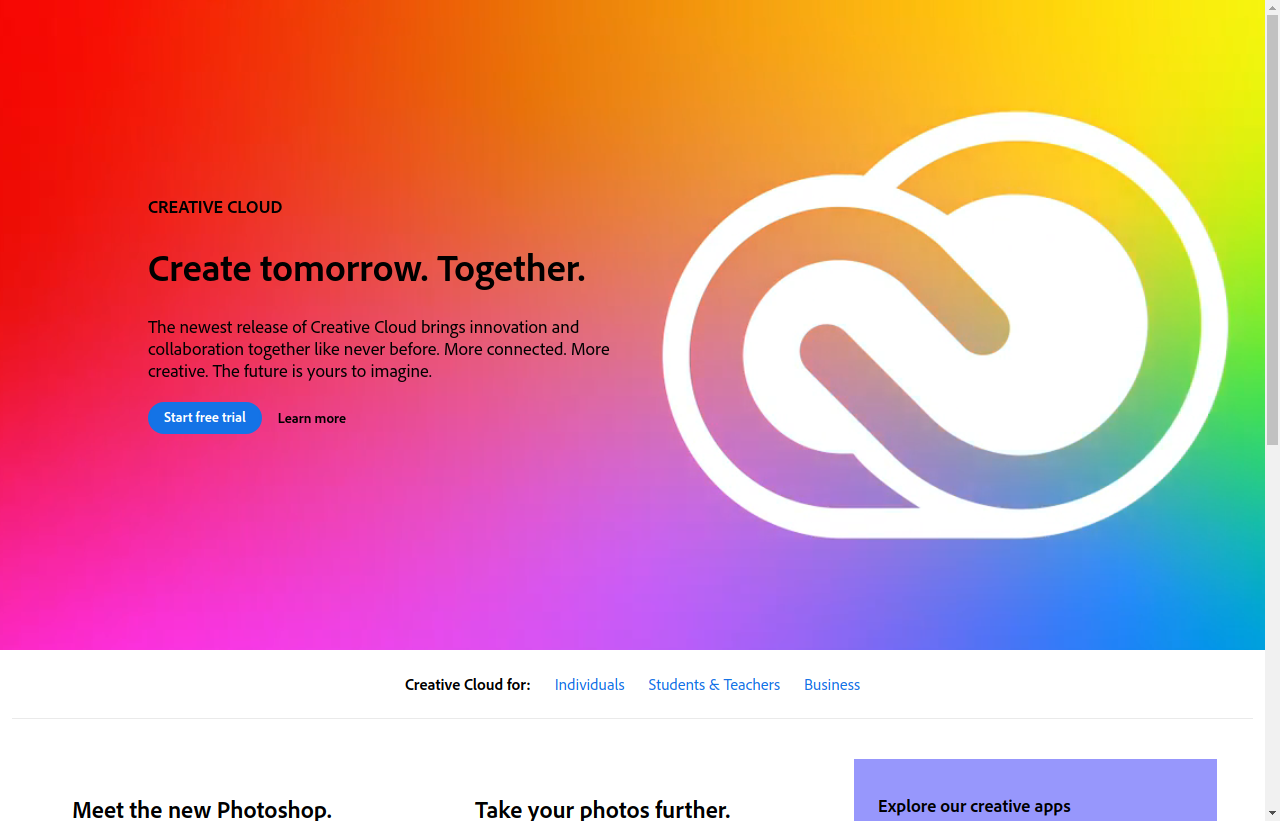 CREATIVE CLOUD
Create tomorrow. Together.
The newest release of Creative Cloud brings innovation and
collaboration together like never before. More connected. More
creative. The future is yours to imagine.
Start free trial Learn more
Creative Cloud for: Individuals Students & Teachers Business
Meet the new Photoshop.
Take your photos further.
Explore our creative apps